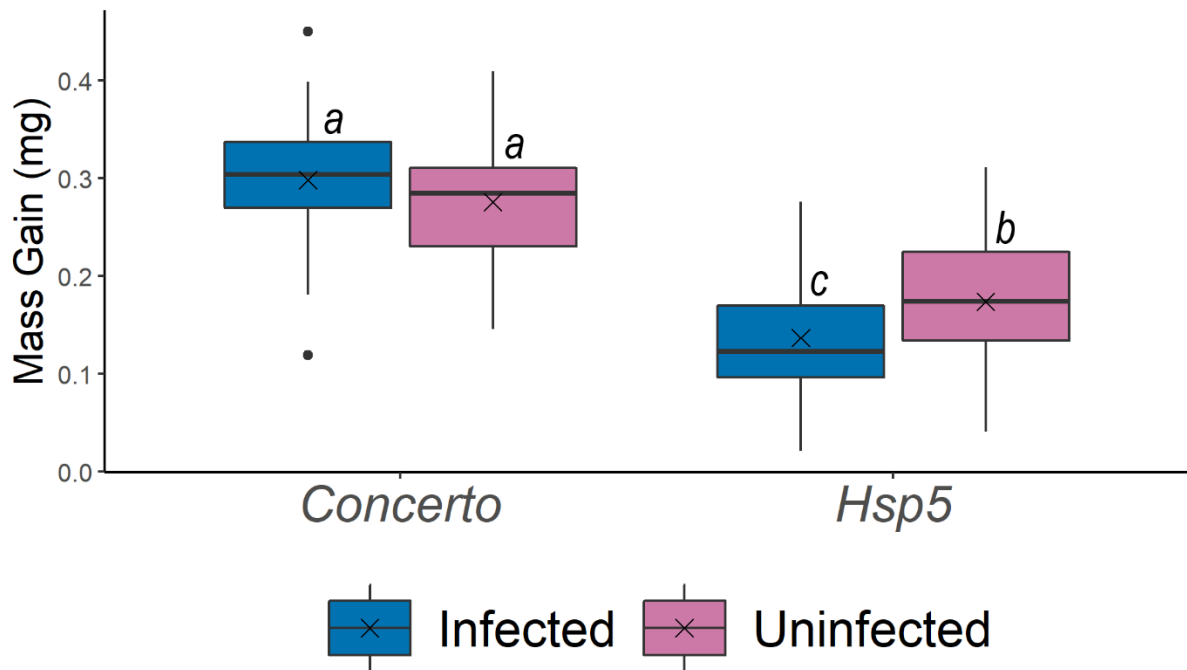 Mass Gain (mg)
0.4
0.3
0.2
0.1
0.0
a
a
c
b
Concerto
Hsp5
Infected
Uninfected